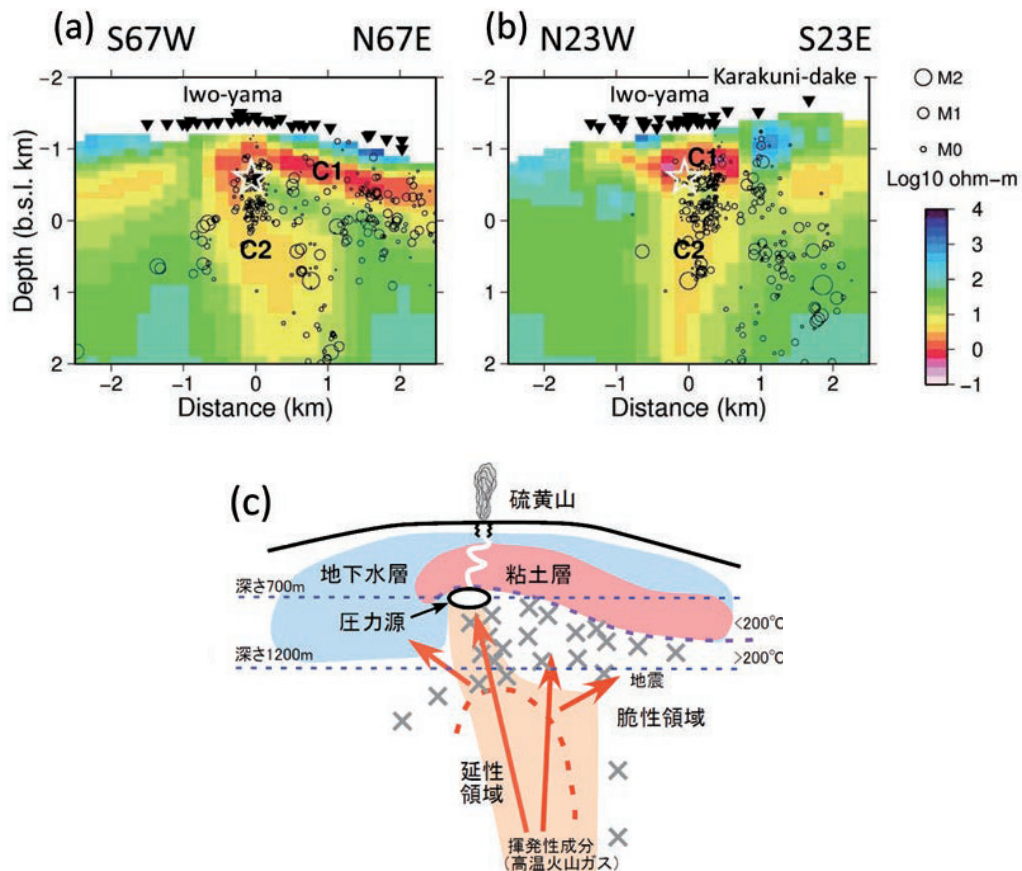 (a) S67W N67E
Iwo-yama
−2
−1
0
1
2
Depth (b.s.l. km)
C1
C2
−2 −1 0 1 2
Distance (km)
(b) N23W S23E
Karakuni-dake
Iwo-yama
−2
−1
0
1
2
C1
C2
−2 −1 0 1 2
Distance (km)
M2
M1
M0
Log10 ohm−m
4
3
2
1
0
−1
(c)
硫黄山
地下水層
粘土層
深さ700m
圧力源
<200℃
深さ1200m
>200℃
地震
脆性領域
延性
領域
揮発性成分
(高温火山ガス)